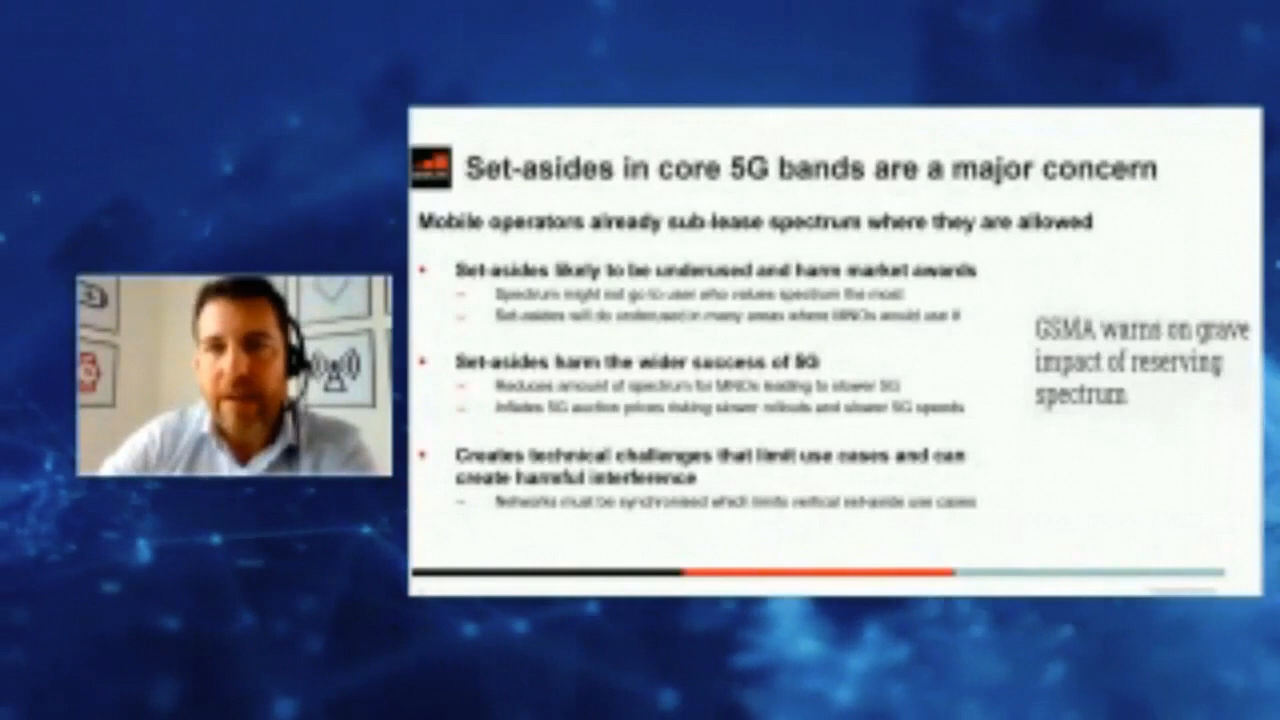 Set-asides in core 5G bands are a major concern
Mobile operators already sub-lease spectrum where they are allowed
• Set-asides likely to be underused and harm market awards
– Spectrum might not go to user who values spectrum the most
– Set-asides will be underused in many areas where MNOs would use it
• Set-asides harm the wider success of 5G
– Reduces amount of spectrum for MNOs leading to slower 5G
– Inflates 5G auction prices risking slower rollouts and slower 5G speeds
• Creates technical challenges that limit use cases and can
create harmful interference
– Networks must be synchronised which limits vertical set-aside use cases
GSMA warns on grave
impact of reserving
spectrum